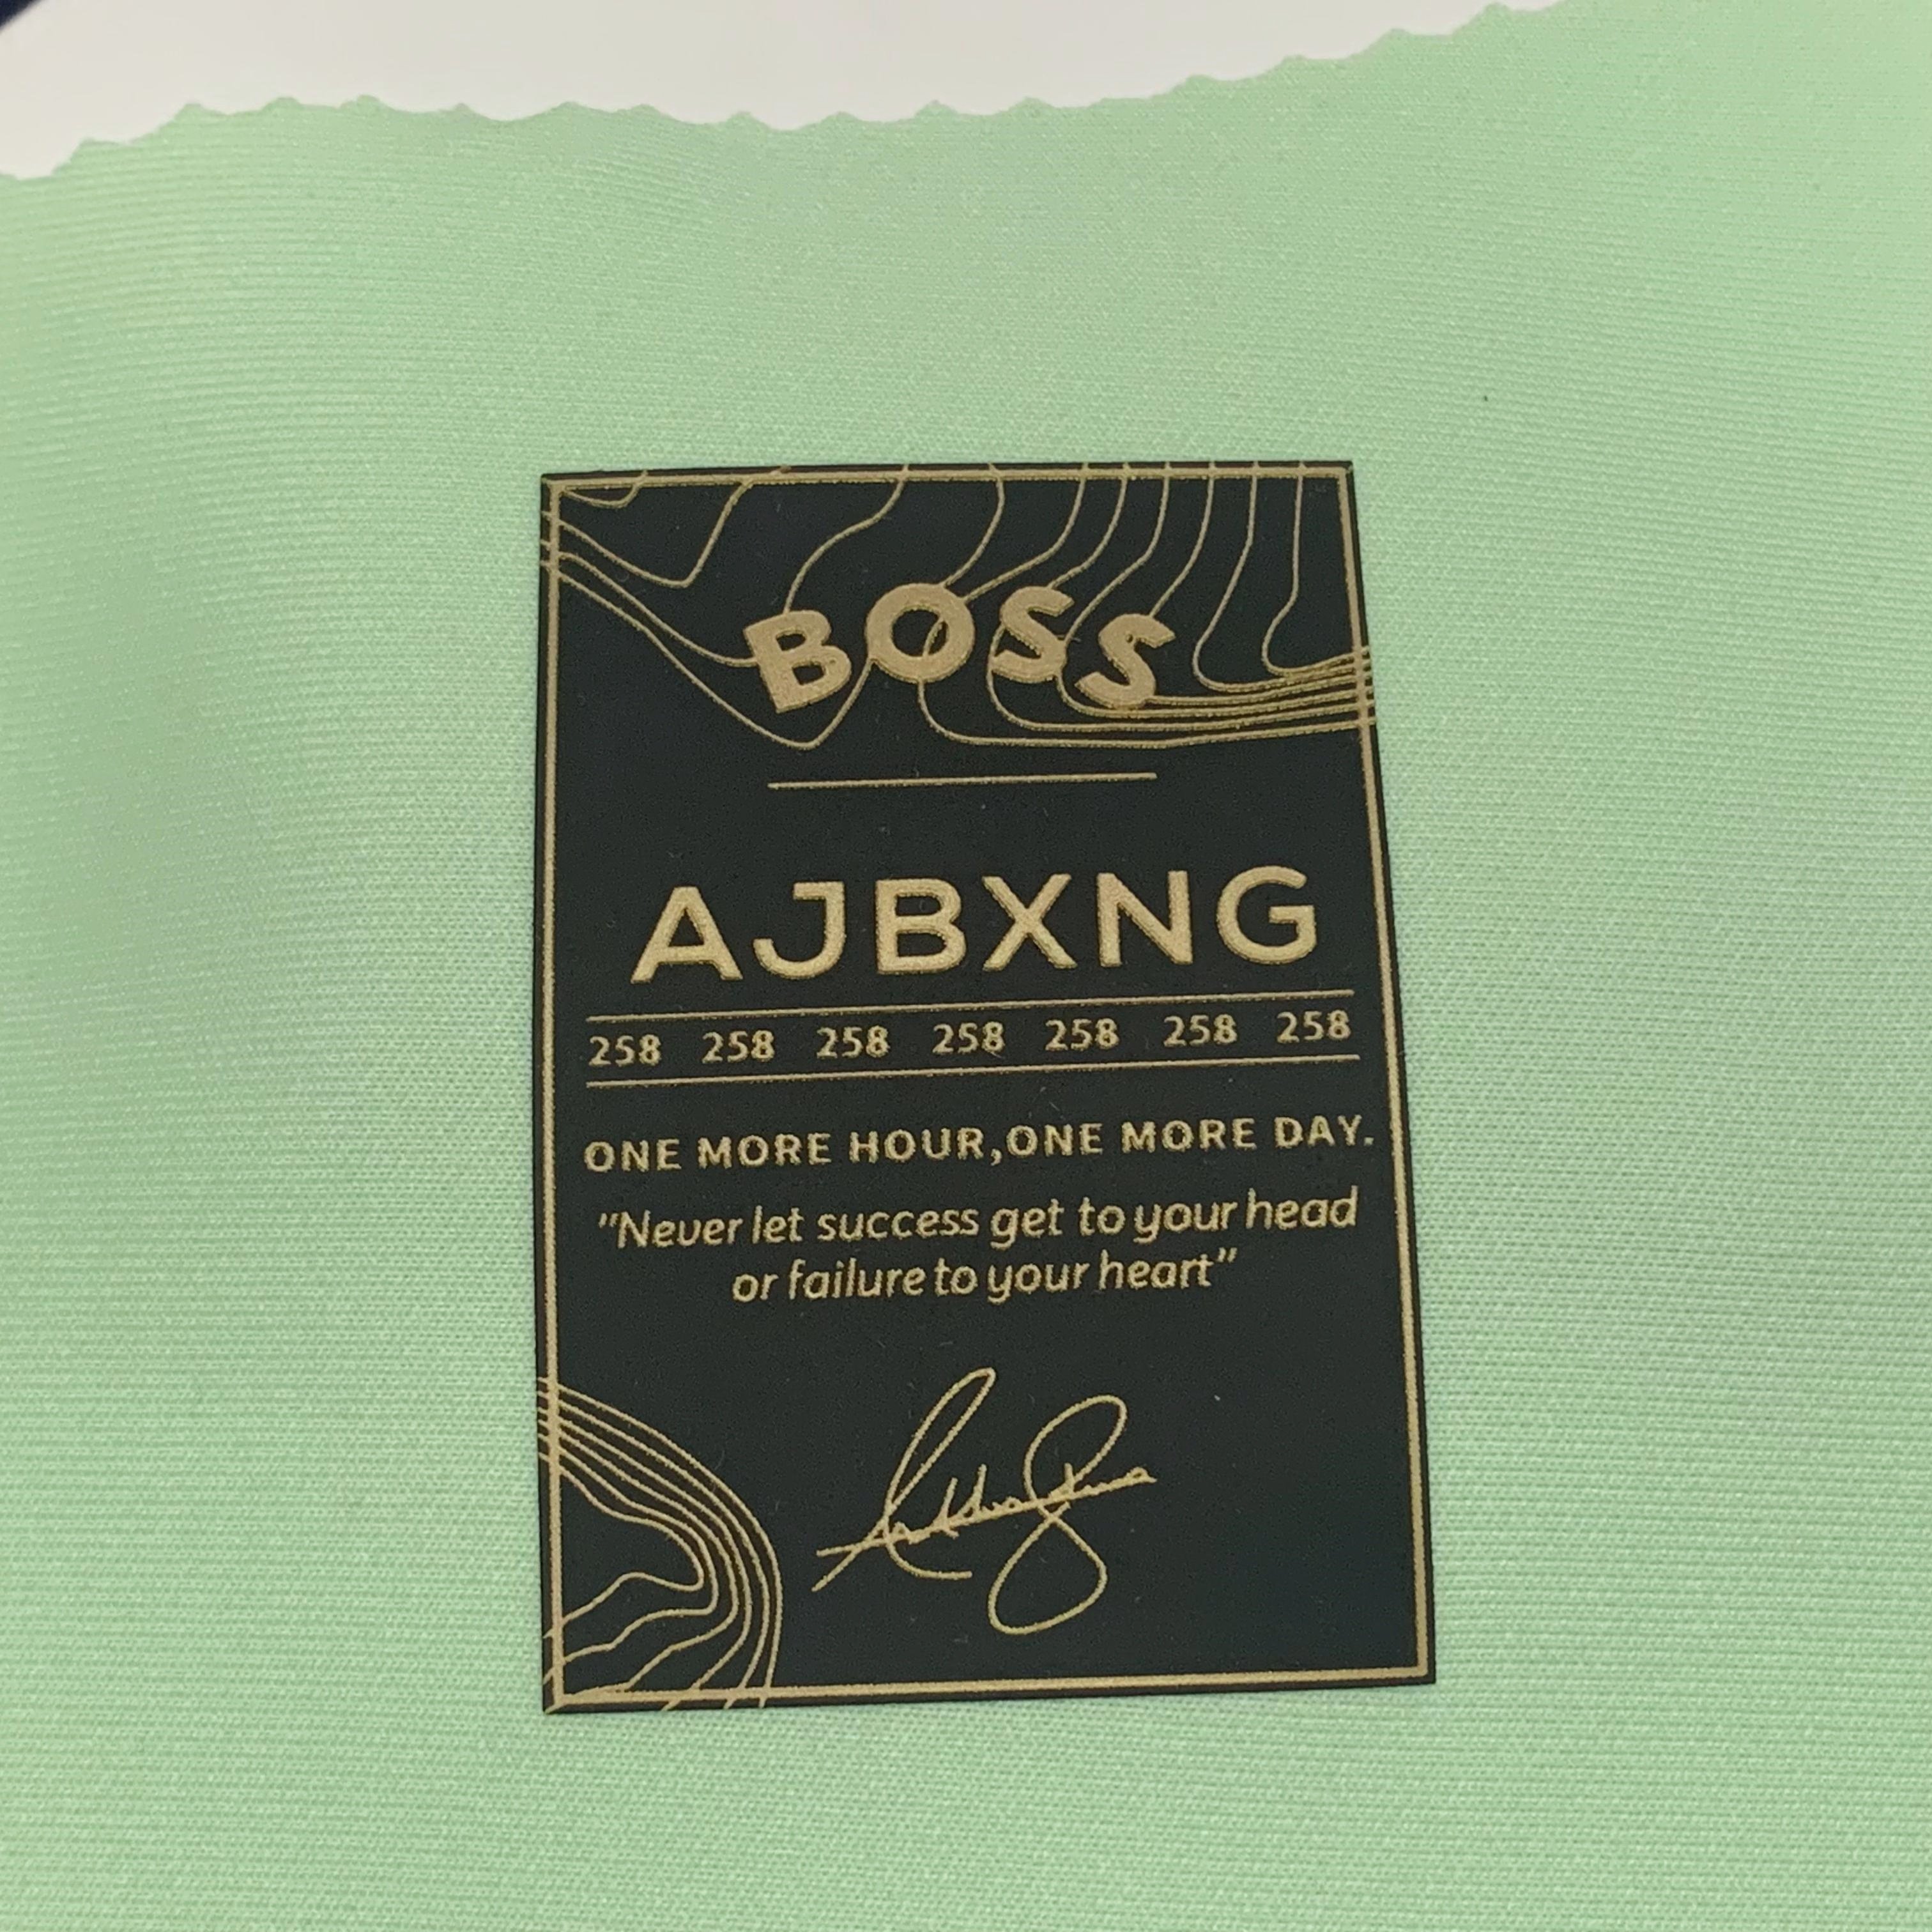 BOSS
AJBXNG
258 258 258 258 258 258 258
ONE MORE HOUR,ONE MORE DAY.
"Never let success get to your head
or failure to your heart"